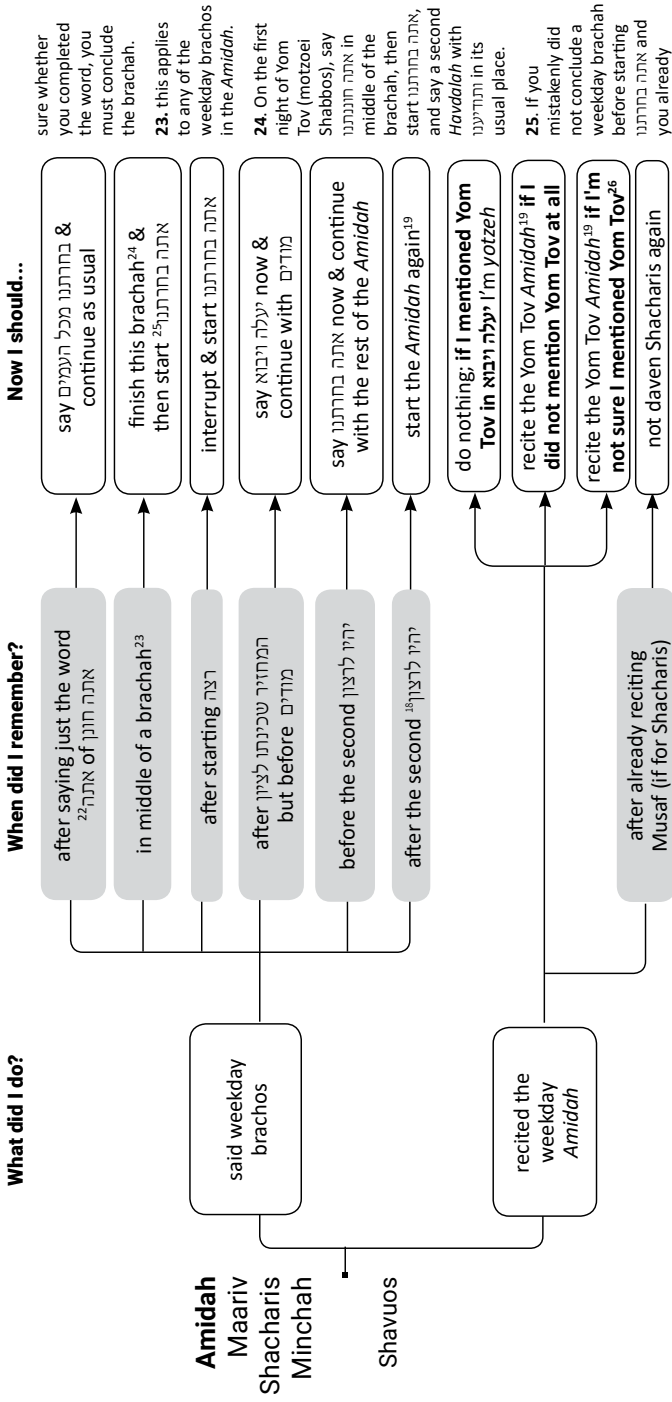 What did I do?
When did I remember?
Now I should...
Amidah
Maariv
Shacharis
Minchah
Shavuos
said weekday
brachos
after saying just the word
אתה חונן of אתה22
say בחרתנו מכל העמים &
continue as usual
in middle of a brachah23
finish this brachah24 &
then start אתה בחרתנו25
after starting רצה
interrupt & start אתה בחרתנו
after המחזיר שכינתו לציון
but before מודים
say יעלה ויבוא now &
continue with מודים
before the second יהיו לרצון
say אתה בחרתנו now & continue
with the rest of the Amidah
after the second יהיו לרצון18
start the Amidah again19
recited the
weekday
Amidah
do nothing; if I mentioned Yom
Tov in יעלה ויבוא I'm yotzeh
recite the Yom Tov Amidah19 if I
did not mention Yom Tov at all
recite the Yom Tov Amidah19 if I'm
not sure I mentioned Yom Tov26
after already reciting
Musaf (if for Shacharis)
not daven Shacharis again
sure whether
you completed
the word, you
must conclude
the brachah.
23. this applies
to any of the
weekday brachos
in the Amidah.
24. On the first
night of Yom
Tov (motzoei
Shabbos), say
אתה חוננתנו in
middle of the
brachah, then
start אתה בחרתנו,
and say a second
Havdalah with
ותודיענו in its
usual place.
25. If you
mistakenly did
not conclude a
weekday brachah
before starting
אתה בחרתנו and
you already